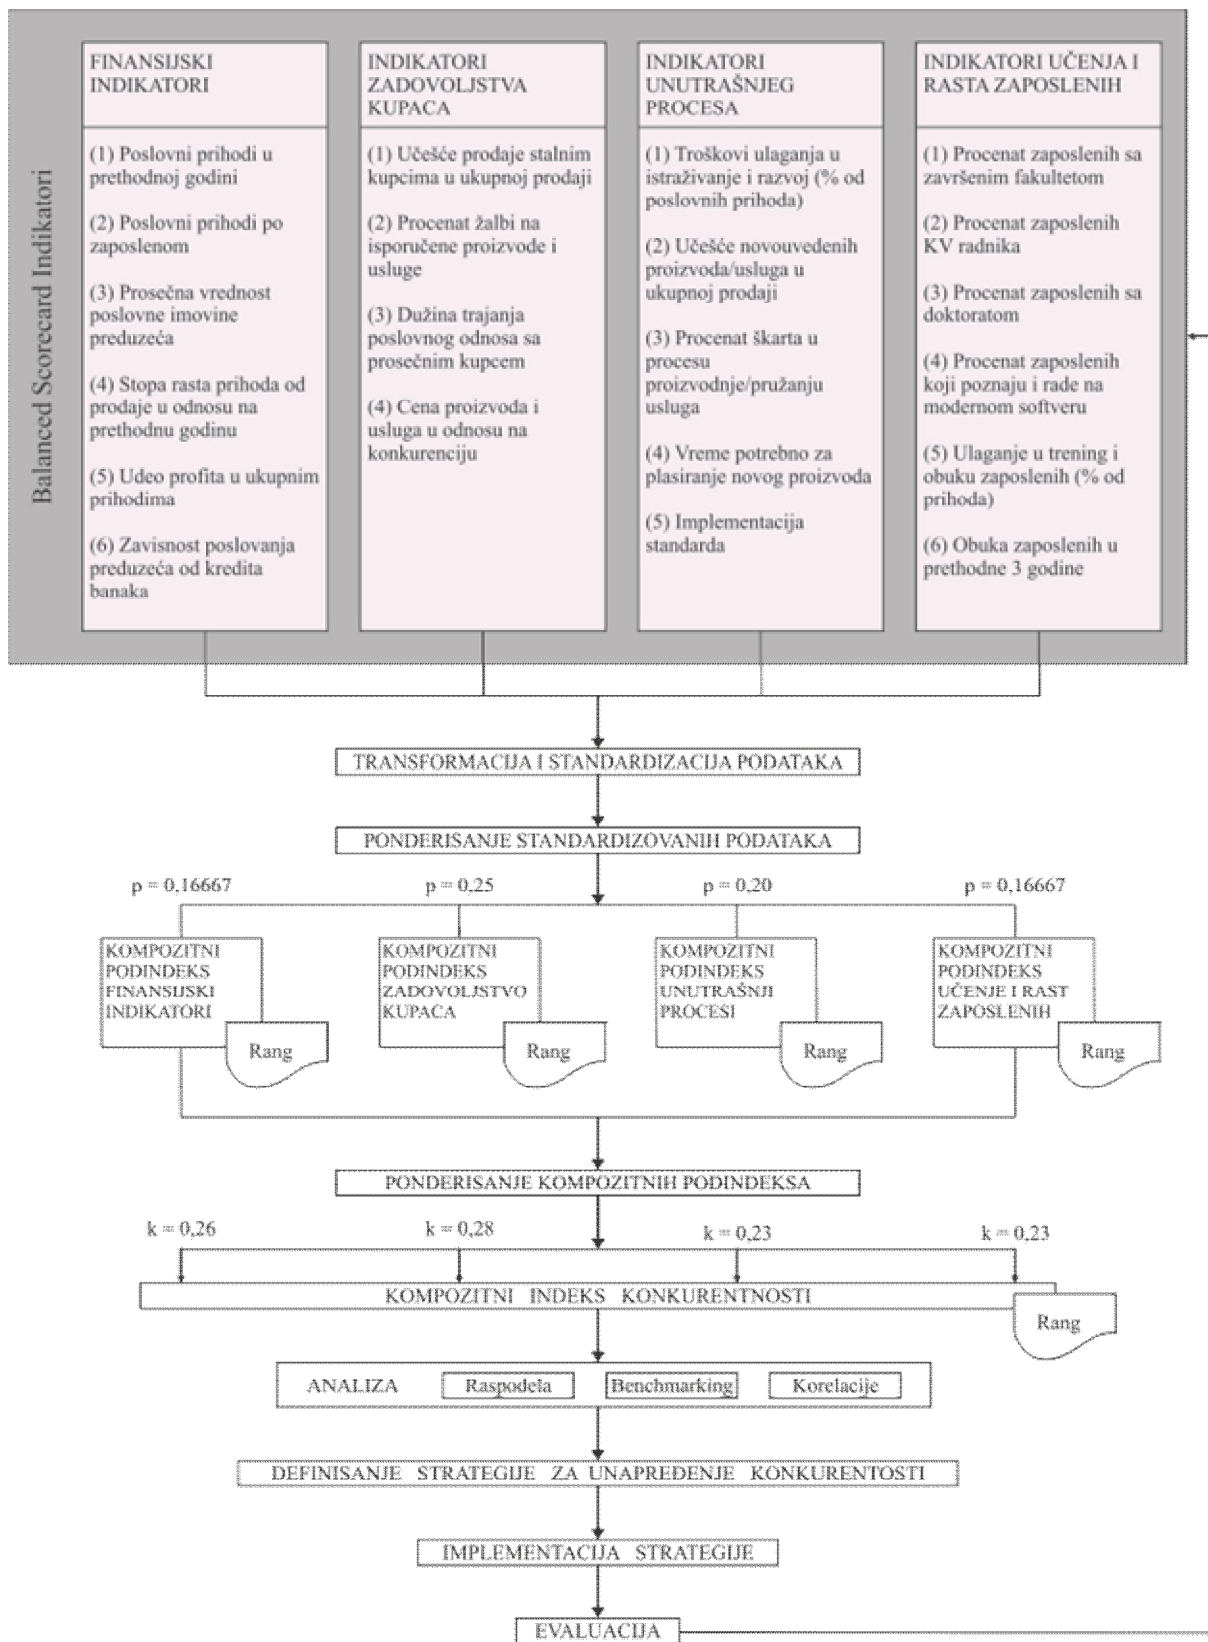 Balanced Scorecard Indikatori
FINANSIJSKI
INDIKATORI
(1) Poslovni prihodi u
prethodnoj godini
(2) Poslovni prihodi po
zaposlenom
(3) Prosečna vrednost
poslovne imovine
preduzeća
(4) Stopa rasta prihoda od
prodaje u odnosu na
prethodnu godinu
(5) Udeo profita u ukupnim
prihodima
(6) Zavisnost poslovanja
preduzeća od kredita
banaka
INDIKATORI
ZADOVOLJSTVA
KUPACA
(1) Učešće prodaje stalnim
kupcima u ukupnoj prodaji
(2) Procenat žalbi na
isporučene proizvode i
usluge
(3) Dužina trajanja
poslovnog odnosa sa
prosečnim kupcem
(4) Cena proizvoda i
usluga u odnosu na
konkurenciju
INDIKATORI
UNUTRAŠNJEG
PROCESA
(1) Troškovi ulaganja u
istraživanje i razvoj (% od
poslovnih prihoda)
(2) Učešće novouvedenih
proizvoda/usluga u
ukupnoj prodaji
(3) Procenat škarta u
procesu
proizvodnje/pružanju
usluga
(4) Vreme potrebno za
plasiranje novog proizvoda
(5) Implementacija
standarda
INDIKATORI UČENJA I
RASTA ZAPOSLENIH
(1) Procenat zaposlenih sa
završenim fakultetom
(2) Procenat zaposlenih
KV radnika
(3) Procenat zaposlenih sa
doktoratom
(4) Procenat zaposlenih
koji poznaju i rade na
modernom softveru
(5) Ulaganje u trening i
obuku zaposlenih (% od
prihoda)
(6) Obuka zaposlenih u
prethodne 3 godine
TRANSFORMACIJA I STANDARDIZACIJA PODATAKA
PONDERISANJE STANDARDIZOVANIH PODATAKA
p = 0,16667
p = 0,25
p = 0,20
p = 0,16667
KOMPOZITNI
PODINDEKS
FINANSIJSKI
INDIKATORI
Rang
KOMPOZITNI
PODINDEKS
ZADOVOLJSTVO
KUPACA
Rang
KOMPOZITNI
PODINDEKS
UNUTRAŠNJI
PROCESI
Rang
KOMPOZITNI
PODINDEKS
UČENJE I RAST
ZAPOSLENIH
Rang
PONDERISANJE KOMPOZITNIH PODINDEKSA
k = 0,26
k = 0,28
k = 0,23
k = 0,23
KOMPOZITNI INDEKS KONKURENTNOSTI
Rang
ANALIZA
Raspodela
Benchmarking
Korelacije
DEFINISANJE STRATEGIJE ZA UNAPREĐENJE KONKURENTOSTI
IMPLEMENTACIJA STRATEGIJE
EVALUACIJA